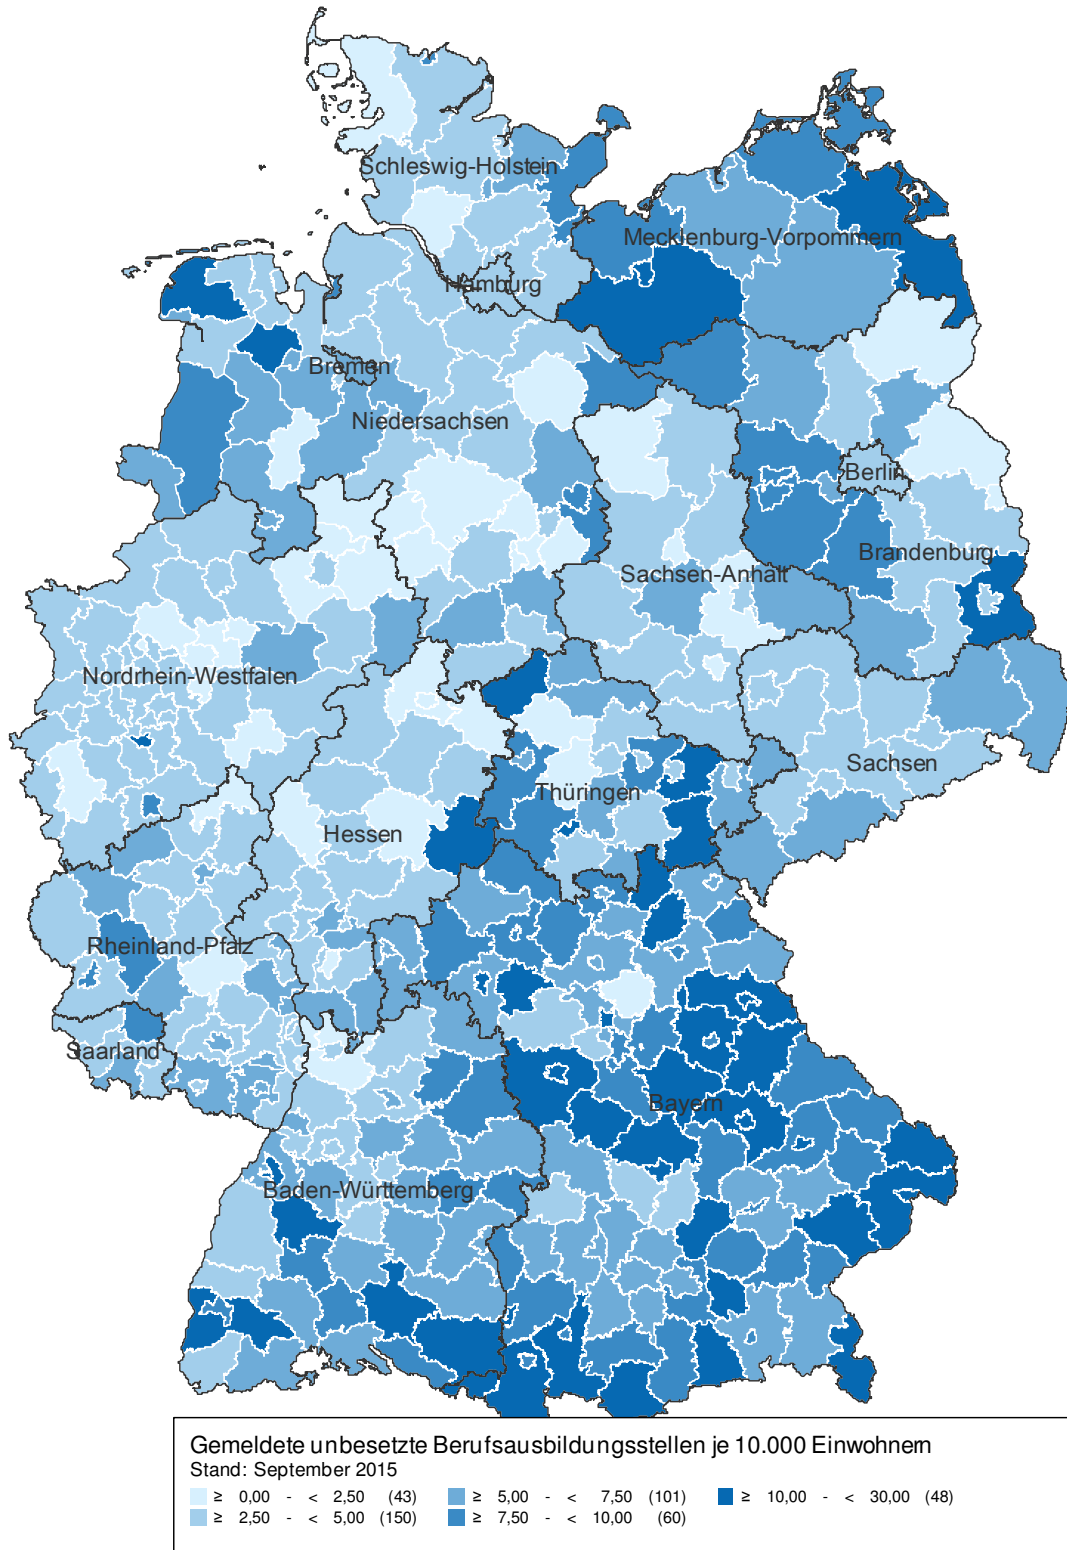 Schleswig-Holstein
Mecklenburg-Vorpommern
Hamburg
Bremen
Niedersachsen
Berlin
Brandenburg
Sachsen-Anhalt
Nordrhein-Westfalen
Sachsen
Thüringen
Hessen
Rheinland-Pfalz
Saarland
Bayern
Baden-Württemberg
Gemeldete unbesetzte Berufsausbildungsstellen je 10.000 Einwohnern
Stand: September 2015
≥ 0,00 - < 2,50 (43) ≥ 5,00 - < 7,50 (101) ≥ 10,00 - < 30,00 (48)
≥ 2,50 - < 5,00 (150) ≥ 7,50 - < 10,00 (60)